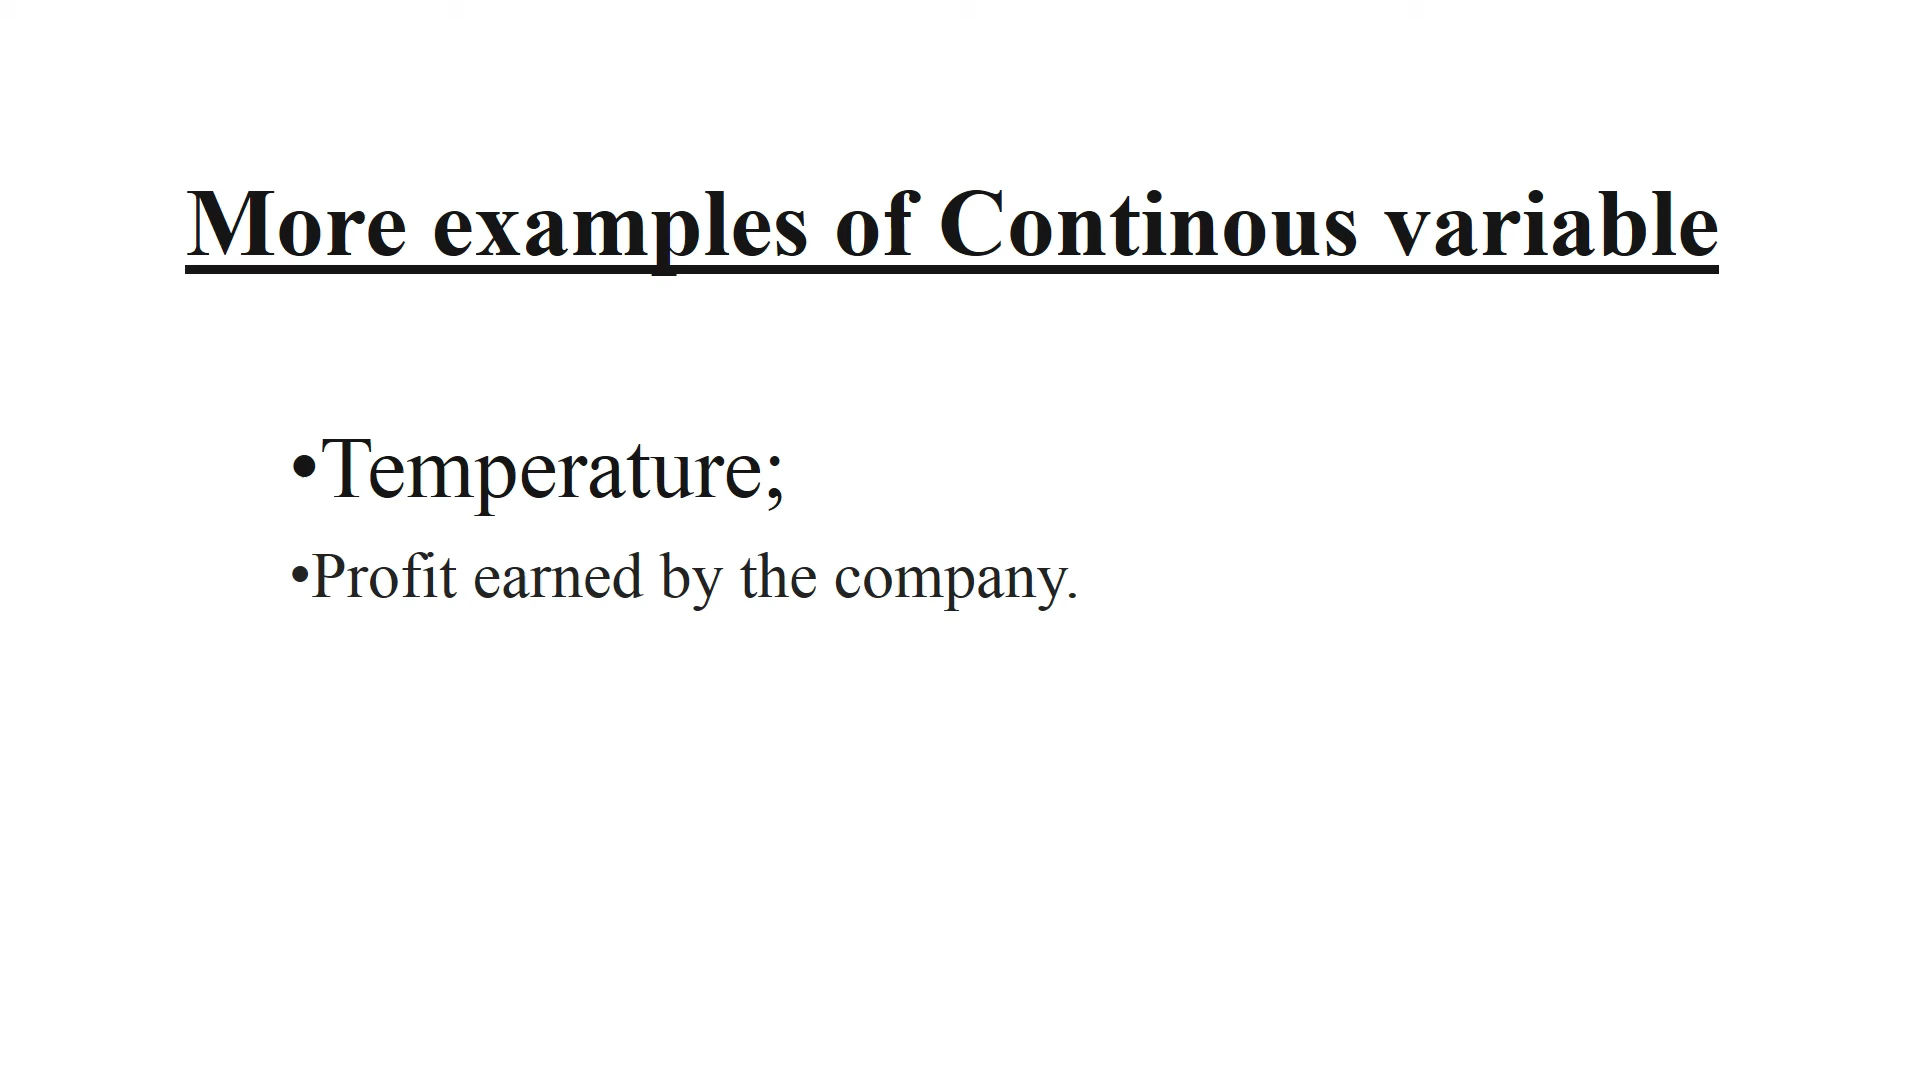 More examples of Continous variable
•Temperature;
•Profit earned by the company.